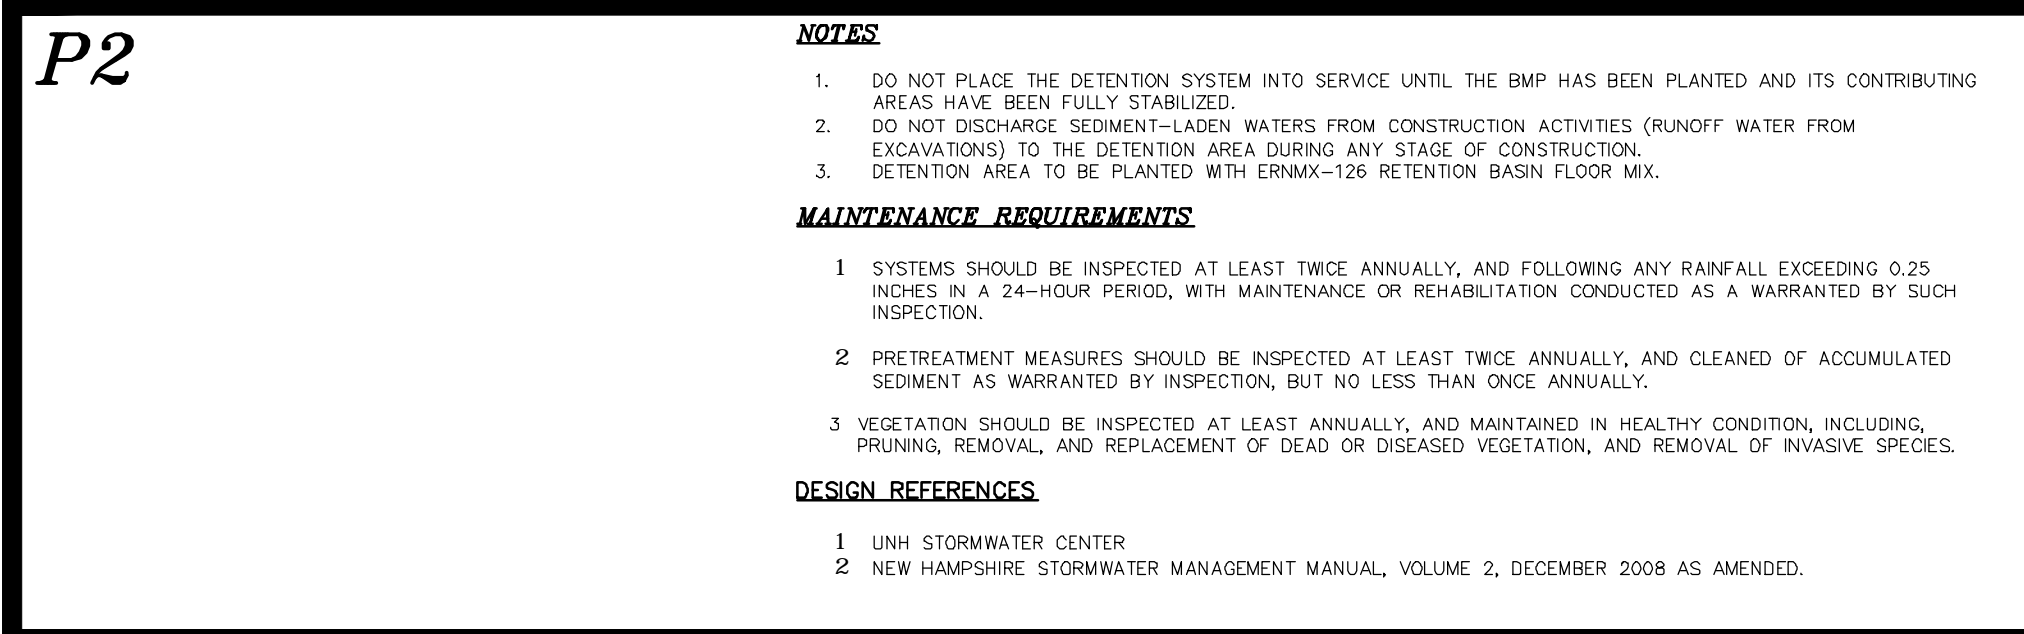 P2
NOTES
1. DO NOT PLACE THE DETENTION SYSTEM INTO SERVICE UNTIL THE BMP HAS BEEN PLANTED AND ITS CONTRIBUTING
AREAS HAVE BEEN FULLY STABILIZED.
2. DO NOT DISCHARGE SEDIMENT-LADEN WATERS FROM CONSTRUCTION ACTIVITIES (RUNOFF WATER FROM
EXCAVATIONS) TO THE DETENTION AREA DURING ANY STAGE OF CONSTRUCTION.
3. DETENTION AREA TO BE PLANTED WITH ERNMX-126 RETENTION BASIN FLOOR MIX.
MAINTENANCE REQUIREMENTS
1 SYSTEMS SHOULD BE INSPECTED AT LEAST TWICE ANNUALLY, AND FOLLOWING ANY RAINFALL EXCEEDING 0.25
INCHES IN A 24-HOUR PERIOD, WITH MAINTENANCE OR REHABILITATION CONDUCTED AS A WARRANTED BY SUCH
INSPECTION.
2 PRETREATMENT MEASURES SHOULD BE INSPECTED AT LEAST TWICE ANNUALLY, AND CLEANED OF ACCUMULATED
SEDIMENT AS WARRANTED BY INSPECTION, BUT NO LESS THAN ONCE ANNUALLY.
3 VEGETATION SHOULD BE INSPECTED AT LEAST ANNUALLY, AND MAINTAINED IN HEALTHY CONDITION, INCLUDING,
PRUNING, REMOVAL, AND REPLACEMENT OF DEAD OR DISEASED VEGETATION, AND REMOVAL OF INVASIVE SPECIES.
DESIGN REFERENCES
1 UNH STORMWATER CENTER
2 NEW HAMPSHIRE STORMWATER MANAGEMENT MANUAL, VOLUME 2, DECEMBER 2008 AS AMENDED.